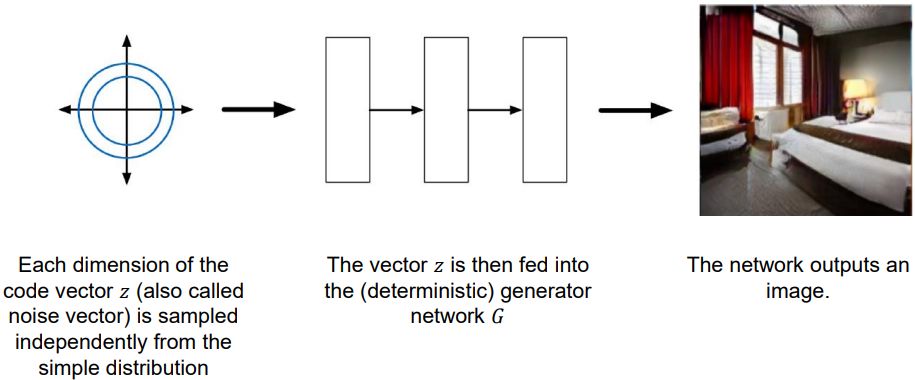 Each dimension of the
code vector z (also called
noise vector) is sampled
independently from the
simple distribution
The vector z is then fed into
the (deterministic) generator
network G
The network outputs an
image.